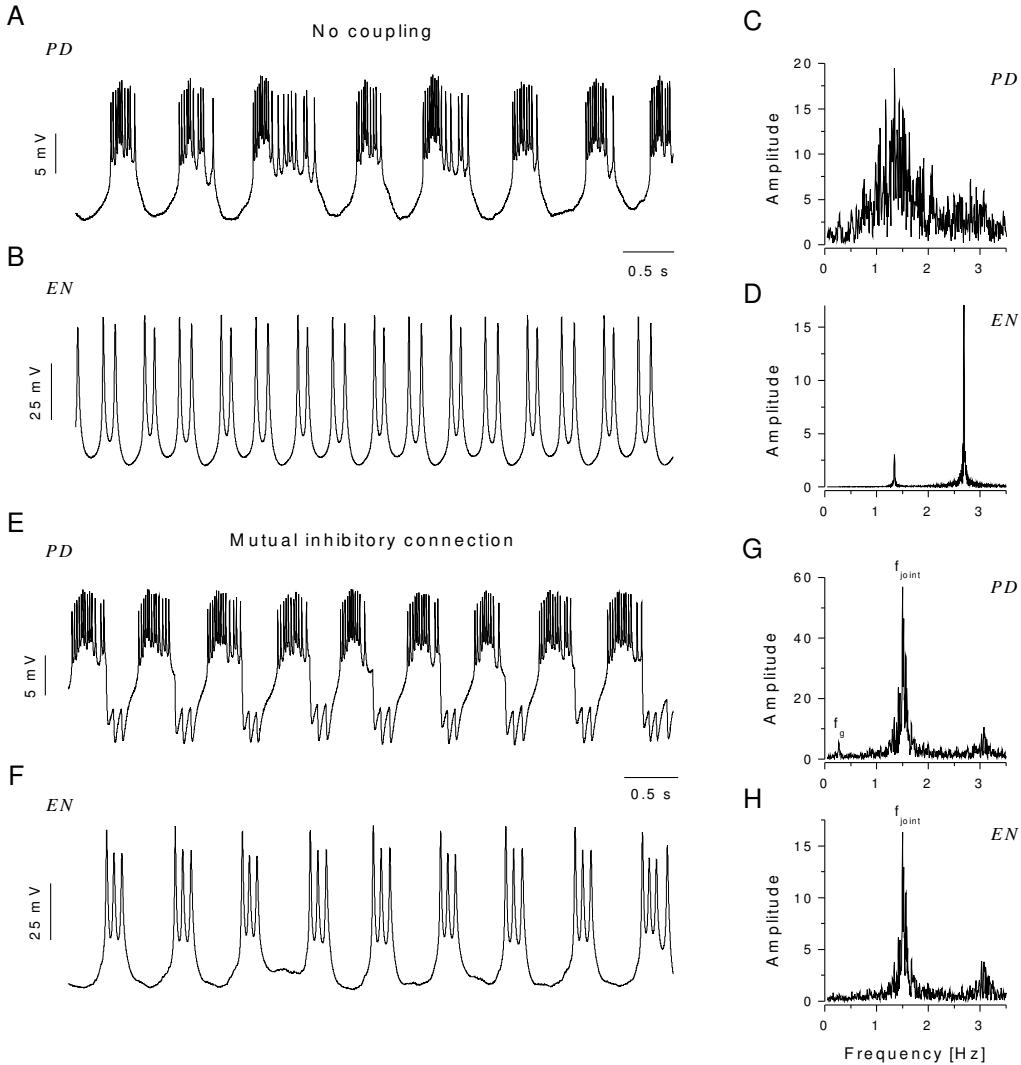 A
No coupling
PD
5 mV
0.5 s
B
EN
25 mV
C
PD
Amplitude
20
15
10
5
0
0 1 2 3
D
EN
Amplitude
15
10
5
0
0 1 2 3
E
Mutual inhibitory connection
PD
5 mV
0.5 s
F
EN
25 mV
G
f joint
PD
Amplitude
60
40
20
0
f g
0 1 2 3
H
f joint
EN
Amplitude
15
10
5
0
0 1 2 3
Frequency [Hz]